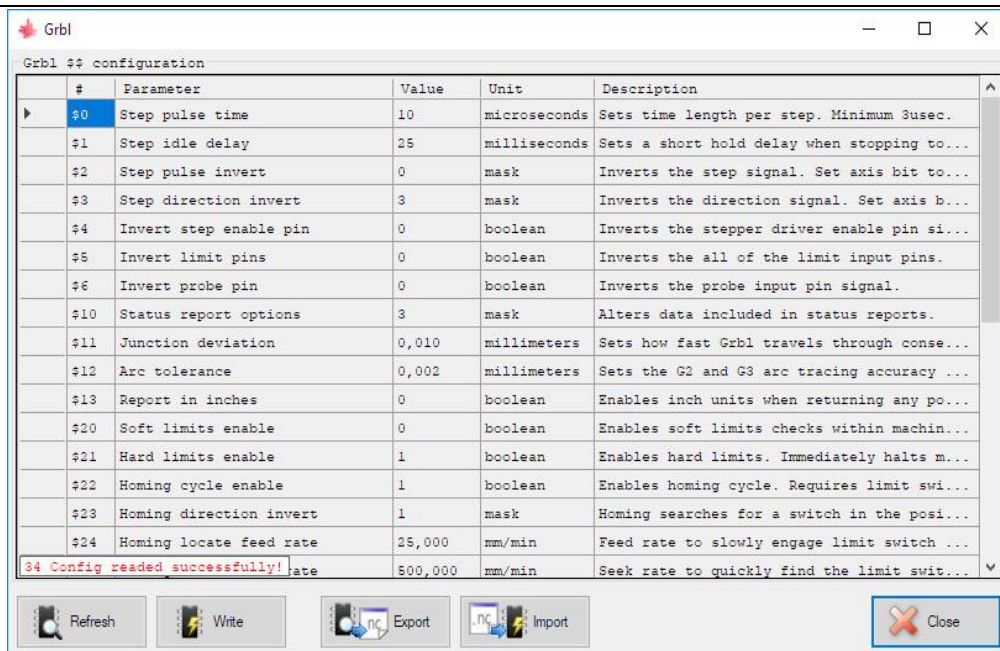 Grbl
Grbl $$ configuration
# Parameter Value Unit Description
$0 Step pulse time 10 microseconds Sets time length per step. Minimum 3usec.
$1 Step idle delay 25 milliseconds Sets a short hold delay when stopping to...
$2 Step pulse invert 0 mask Inverts the step signal. Set axis bit to...
$3 Step direction invert 3 mask Inverts the direction signal. Set axis b...
$4 Invert step enable pin 0 boolean Inverts the stepper driver enable pin si...
$5 Invert limit pins 0 boolean Inverts the all of the limit input pins.
$6 Invert probe pin 0 boolean Inverts the probe input pin signal.
$10 Status report options 3 mask Alters data included in status reports.
$11 Junction deviation 0,010 millimeters Sets how fast Grbl travels through conse...
$12 Arc tolerance 0,002 millimeters Sets the G2 and G3 arc tracing accuracy ...
$13 Report in inches 0 boolean Enables inch units when returning any po...
$20 Soft limits enable 0 boolean Enables soft limits checks within machin...
$21 Hard limits enable 1 boolean Enables hard limits. Immediately halts m...
$22 Homing cycle enable 1 boolean Enables homing cycle. Requires limit swi...
$23 Homing direction invert 1 mask Homing searches for a switch in the posi...
$24 Homing locate feed rate 25,000 mm/min Feed rate to slowly engage limit switch ...
34 Config readed successfully! ate 500,000 mm/min Seek rate to quickly find the limit swit...
Refresh Write nc Export .nc Import Close